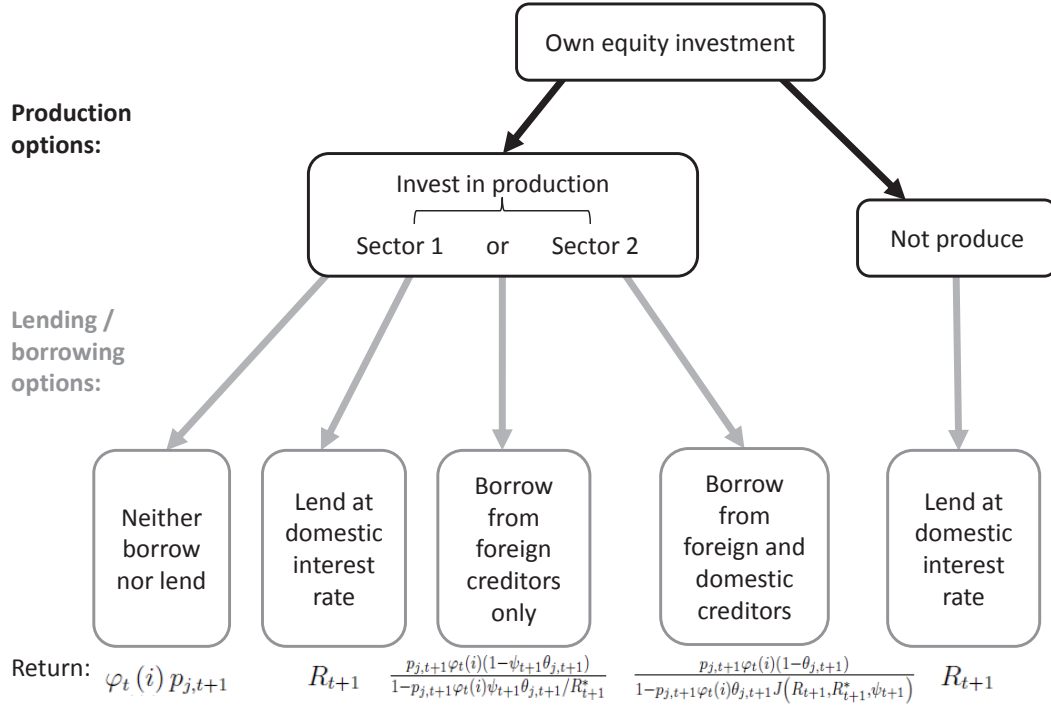 Own equity investment
Production
options:
Invest in production
Sector 1 or Sector 2
Not produce
Lending /
borrowing
options:
Neither
borrow
nor lend
Lend at
domestic
interest
rate
Borrow
from
foreign
creditors
only
Borrow
from
foreign and
domestic
creditors
Lend at
domestic
interest
rate
Return:
φ_t (i) p_{j,t+1}
R_{t+1}
\frac{p_{j,t+1}φ_t(i)(1−ψ_{t+1}θ_{j,t+1})}{1−p_{j,t+1}φ_t(i)ψ_{t+1}θ_{j,t+1}/R^*_{t+1}}
\frac{p_{j,t+1}φ_t(i)(1−θ_{j,t+1})}{1−p_{j,t+1}φ_t(i)θ_{j,t+1}J(R_{t+1},R^*_{t+1},ψ_{t+1})}
R_{t+1}